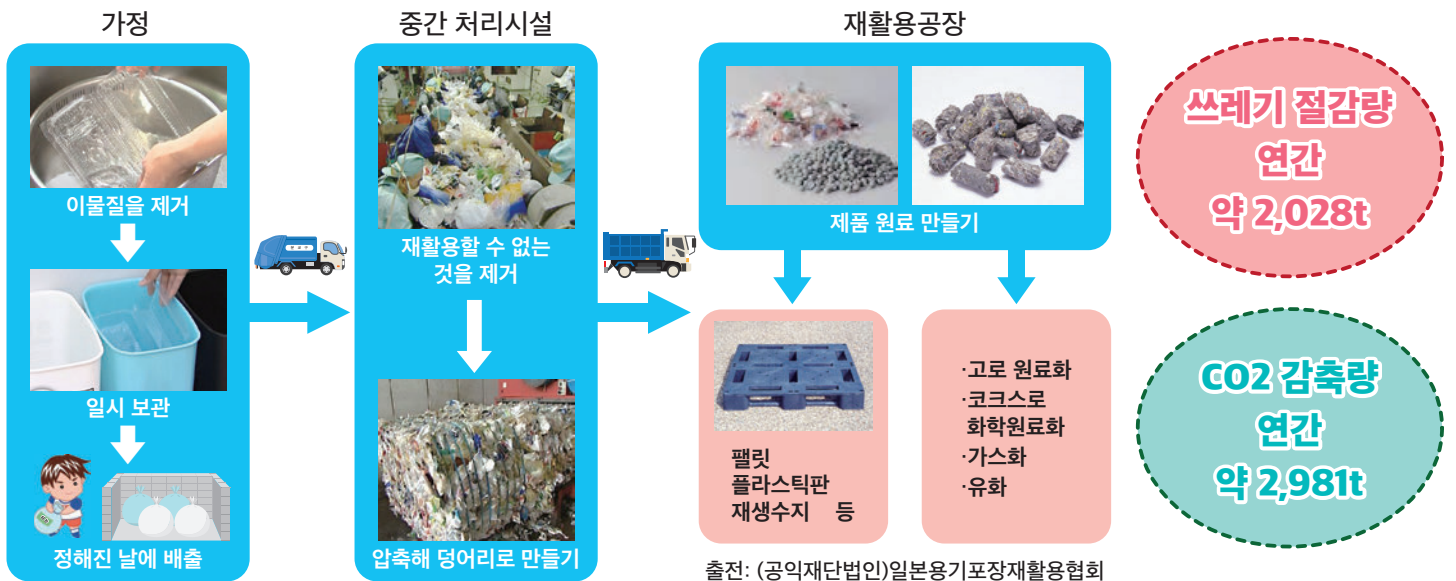 가정
이물질을 제거
일시 보관
정해진 날에 배출
중간 처리시설
재활용할 수 없는
것을 제거
압축해 덩어리로 만들기
재활용공장
제품 원료 만들기
팰릿
플라스틱판
재생수지 등
·고로 원료화
·코크스로
화학원료화
·가스화
·유화
출전: (공익재단법인)일본용기포장재활용협회
쓰레기 절감량
연간
약 2,028t
CO2 감축량
연간
약 2,981t